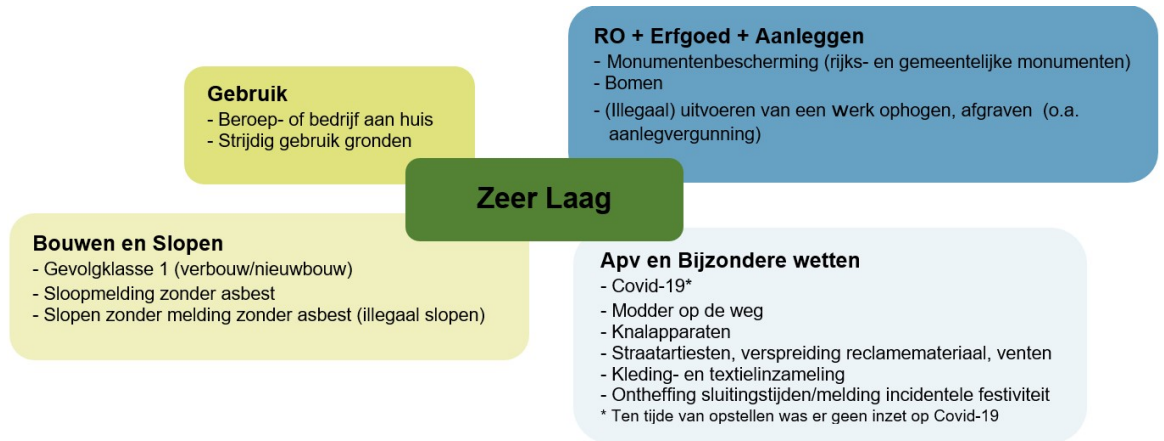 Gebruik
- Beroep- of bedrijf aan huis
- Strijdig gebruik gronden
RO + Erfgoed + Aanleggen
- Monumentenbescherming (rijks- en gemeentelijke monumenten)
- Bomen
- (Illegaal) uitvoeren van een werk ophogen, afgraven (o.a.
aanlegvergunning)
Zeer Laag
Bouwen en Slopen
- Gevolgklasse 1 (verbouw/nieuwbouw)
- Sloopmelding zonder asbest
- Slopen zonder melding zonder asbest (illegaal slopen)
Apv en Bijzondere wetten
- Covid-19*
- Modder op de weg
- Knalapparaten
- Straatartiesten, verspreiding reclamemateriaal, venten
- Kleding- en textielinzameling
- Ontheffing sluitingstijden/melding incidentele festiviteit
* Ten tijde van opstellen was er geen inzet op Covid-19